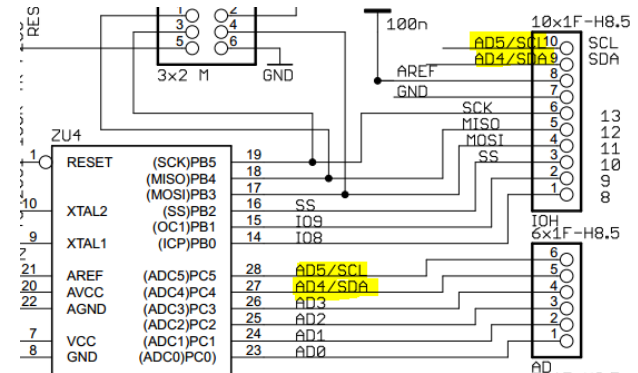 RES
1 2
3 4
5 6
3x2 M
GND
100n
10x1F-H8.5
AD5/SCL 10 SCL
AD4/SDA 9 SDA
AREF 8
GND 7
SCK 6 13
MISO 5 12
MOSI 4 11
SS 3 10
2 9
1 8
IOH
ZU4
1 RESET (SCK)PB5 19
(MISO)PB4 18
(MOSI)PB3 17
10 XTAL2 (SS)PB2 16 SS
(OC1)PB1 15 IO9
9 XTAL1 (ICP)PB0 14 IO8
21 AREF (ADC5)PC5 28 AD5/SCL
20 AVCC (ADC4)PC4 27 AD4/SDA
22 AGND (ADC3)PC3 26 AD3
(ADC2)PC2 25 AD2
7 VCC (ADC1)PC1 24 AD1
8 GND (ADC0)PC0) 23 AD0
6x1F-H8.5
6
5
4
3
2
1
AD